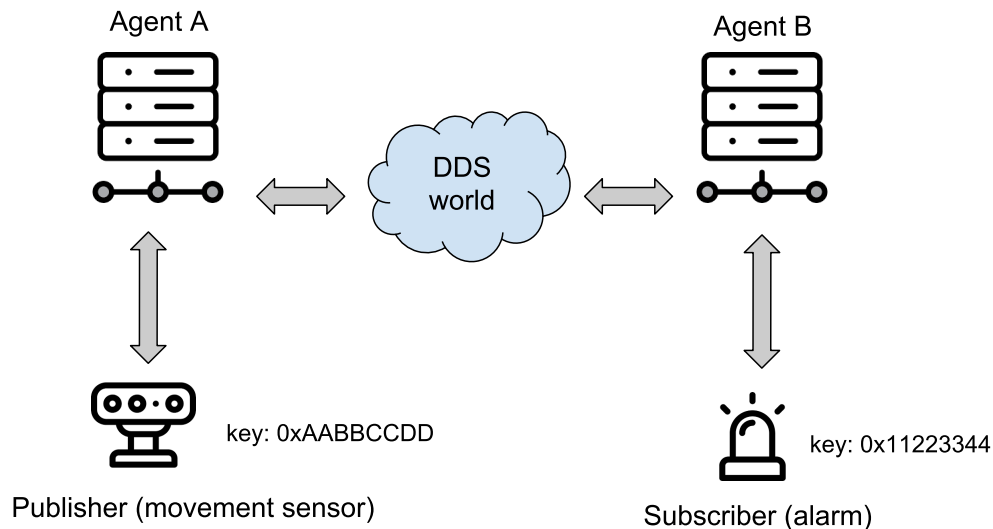 Agent A
Agent B
DDS
world
key: 0xAABBCCDD
key: 0x11223344
Publisher (movement sensor)
Subscriber (alarm)